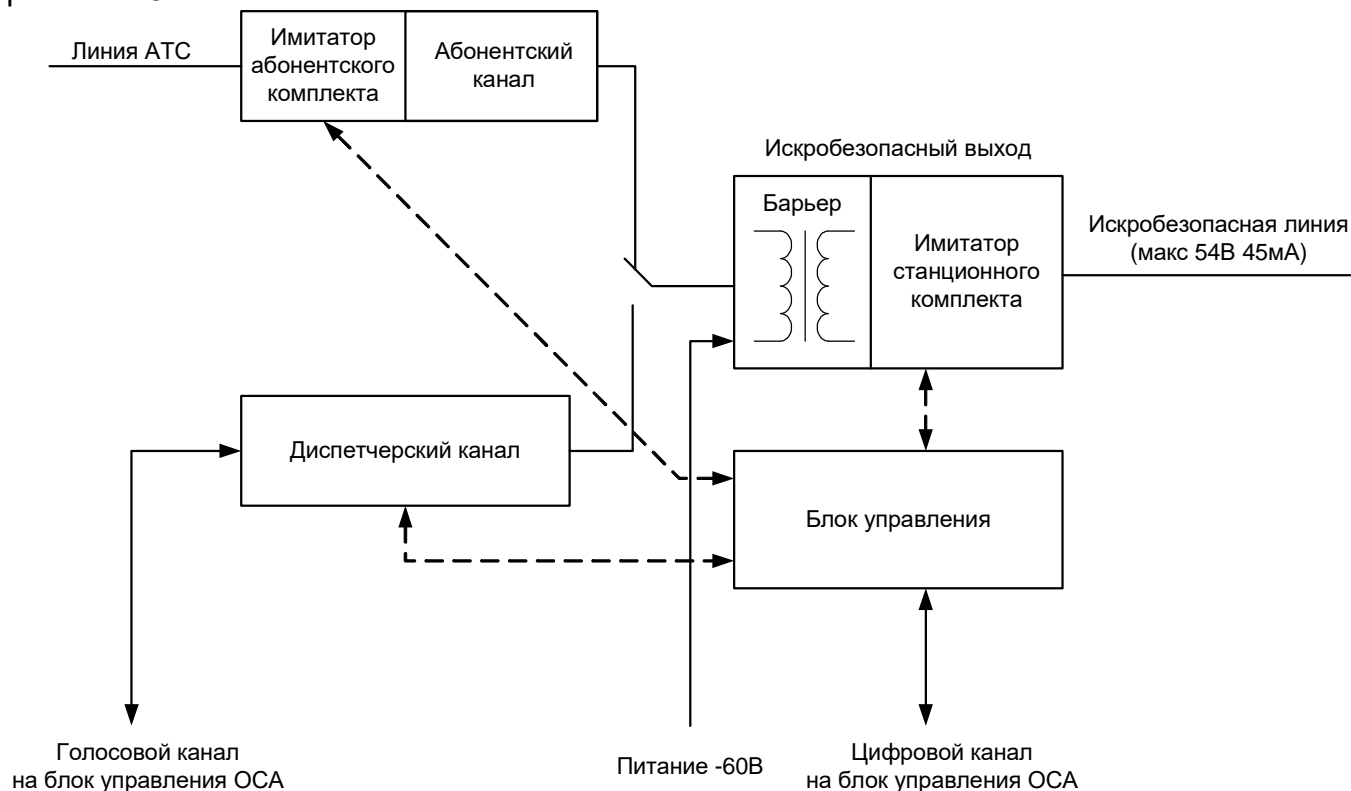 Линия АТС
Имитатор
абонентского
комплекта
Абонентский
канал
Искробезопасный выход
Барьер
Имитатор
станционного
комплекта
Искробезопасная линия
(макс 54В 45мА)
Диспетчерский канал
Блок управления
Голосовой канал
на блок управления ОСА
Питание -60В
Цифровой канал
на блок управления ОСА